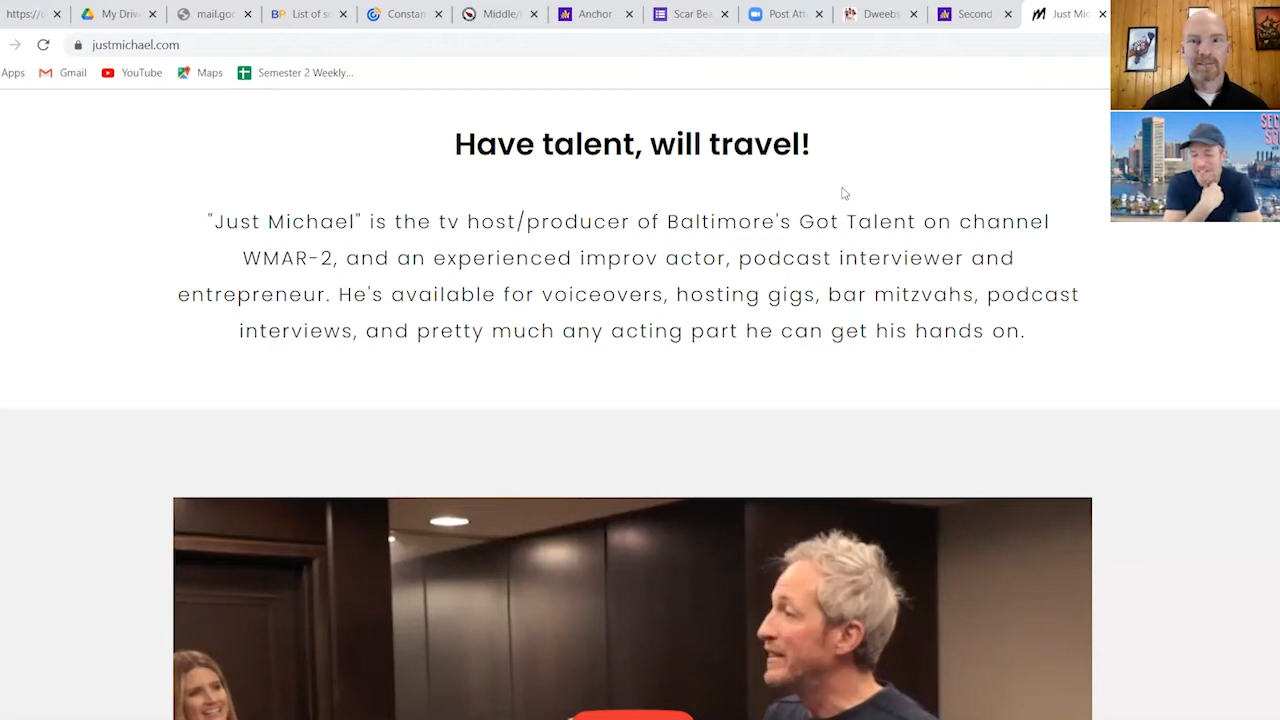 https://
My Drive
mail.goo
List of s
Constan
Middle/
Anchor
Scar Bea
Post Att
Dweebs
Second
Just Mic
justmichael.com
Apps
Gmail
YouTube
Maps
Semester 2 Weekly...
Have talent, will travel!
"Just Michael" is the tv host/producer of Baltimore's Got Talent on channel
WMAR-2, and an experienced improv actor, podcast interviewer and
entrepreneur. He's available for voiceovers, hosting gigs, bar mitzvahs, podcast
interviews, and pretty much any acting part he can get his hands on.